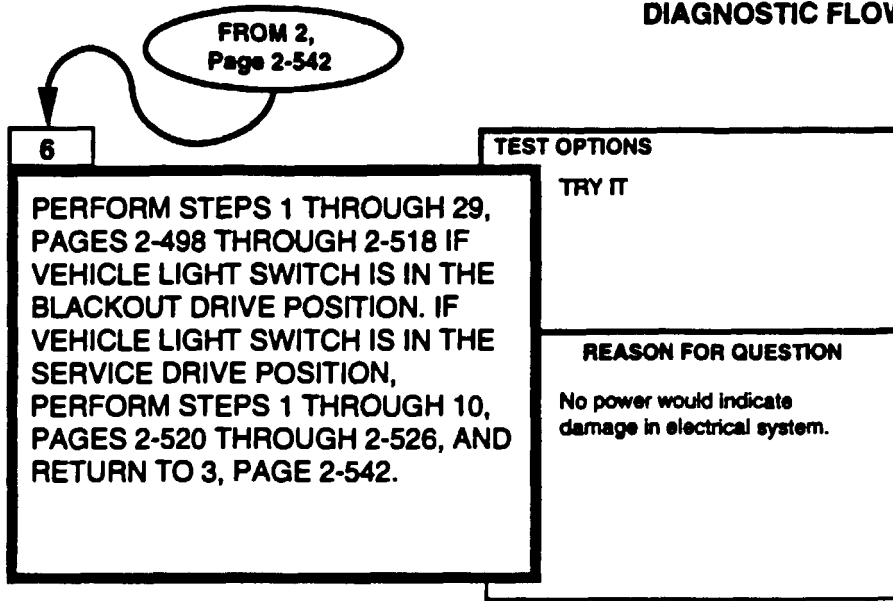 DIAGNOSTIC FLOW
FROM 2,
Page 2-542
6
PERFORM STEPS 1 THROUGH 29,
PAGES 2-498 THROUGH 2-518 IF
VEHICLE LIGHT SWITCH IS IN THE
BLACKOUT DRIVE POSITION. IF
VEHICLE LIGHT SWITCH IS IN THE
SERVICE DRIVE POSITION,
PERFORM STEPS 1 THROUGH 10,
PAGES 2-520 THROUGH 2-526, AND
RETURN TO 3, PAGE 2-542.
TEST OPTIONS
TRY IT
REASON FOR QUESTION
No power would indicate
damage in electrical system.